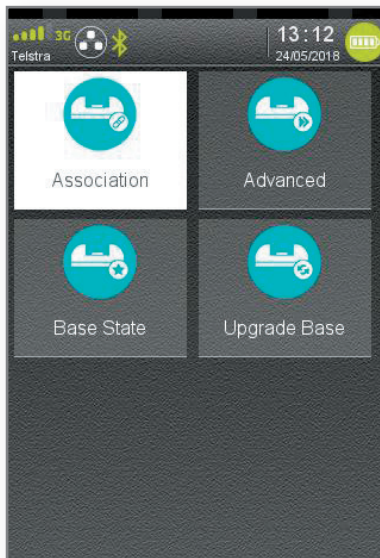 3G
13:12
Telstra
24/05/2018
Association
Advanced
Base State
Upgrade Base